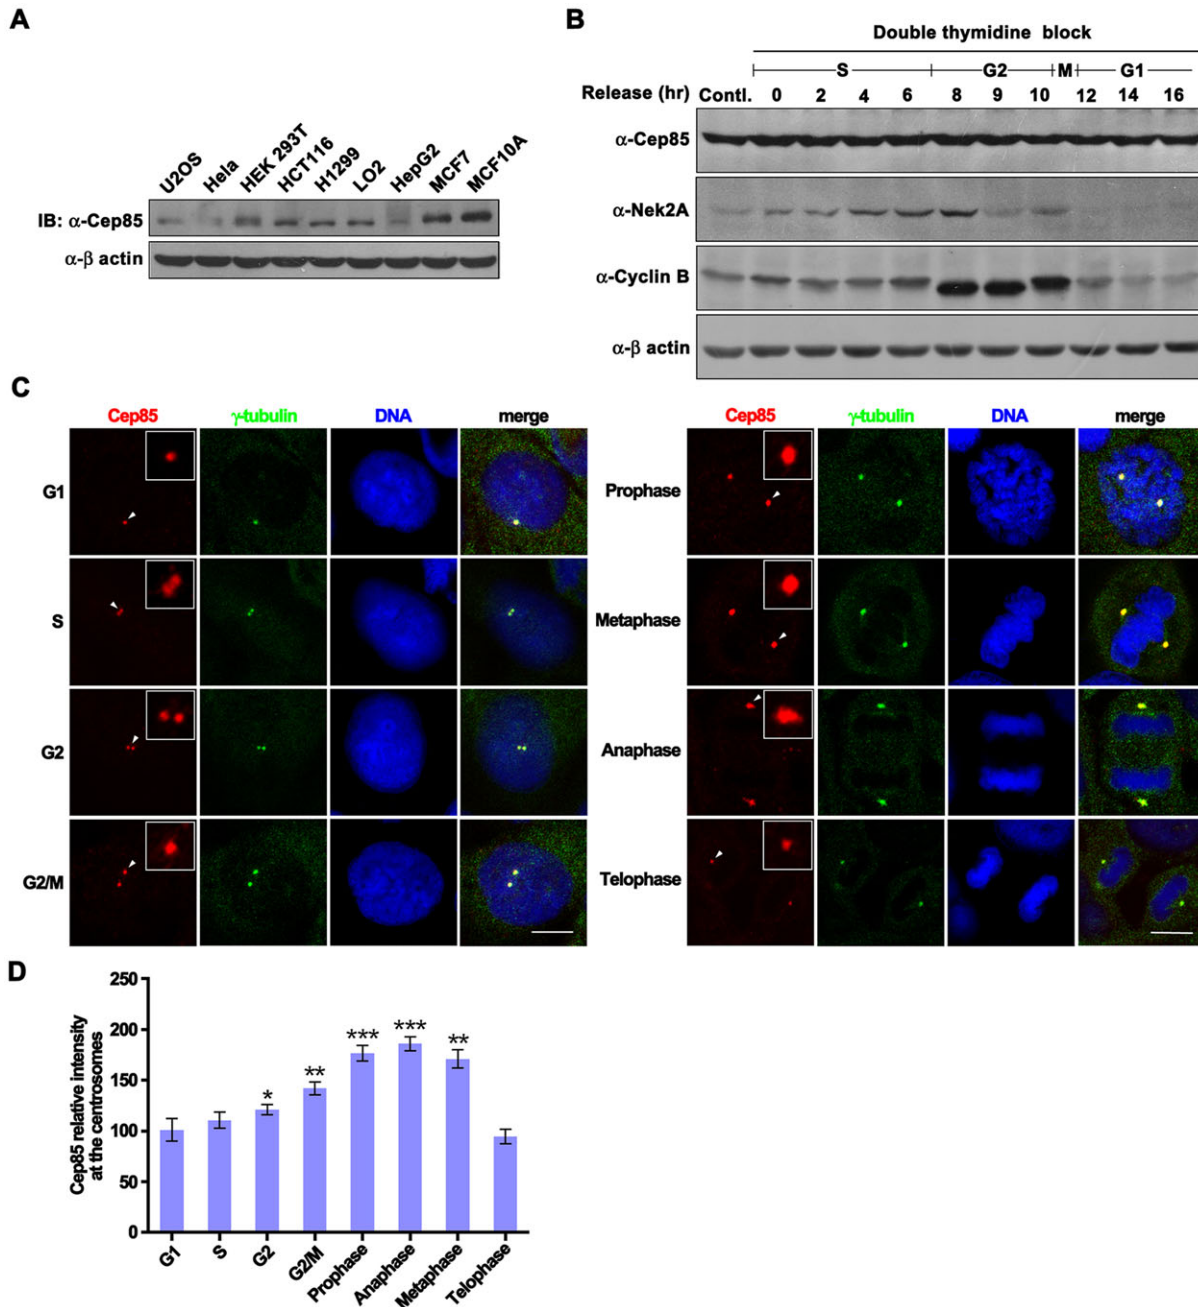 A
U2OS Hela HEK 293T HCT116 H1299 LO2 HepG2 MCF7 MCF10A
IB: α-Cep85
α-β actin
B
Double thymidine block
S G2 M G1
Release (hr) Contl. 0 2 4 6 8 9 10 12 14 16
α-Cep85
α-Nek2A
α-Cyclin B
α-β actin
C
Cep85 γ-tubulin DNA merge
G1
S
G2
G2/M
Cep85 γ-tubulin DNA merge
Prophase
Metaphase
Anaphase
Telophase
D
Cep85 relative intensity
at the centrosomes
250
200
150
100
50
0
* ** *** *** **
G1 S G2 G2/M Prophase Anaphase Metaphase Telophase